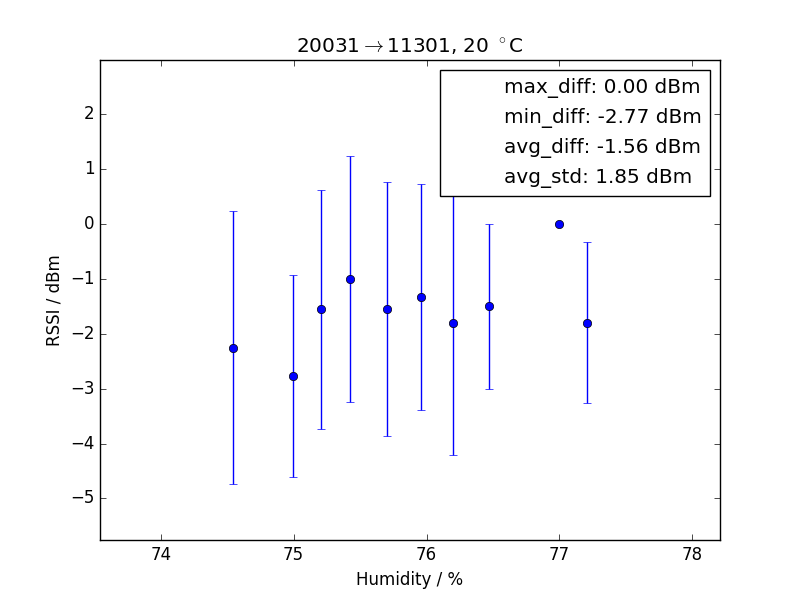 20031→11301, 20 °C
max_diff: 0.00 dBm
min_diff: -2.77 dBm
avg_diff: -1.56 dBm
avg_std: 1.85 dBm
RSSI / dBm
2
1
0
−1
−2
−3
−4
−5
74 75 76 77 78
Humidity / %